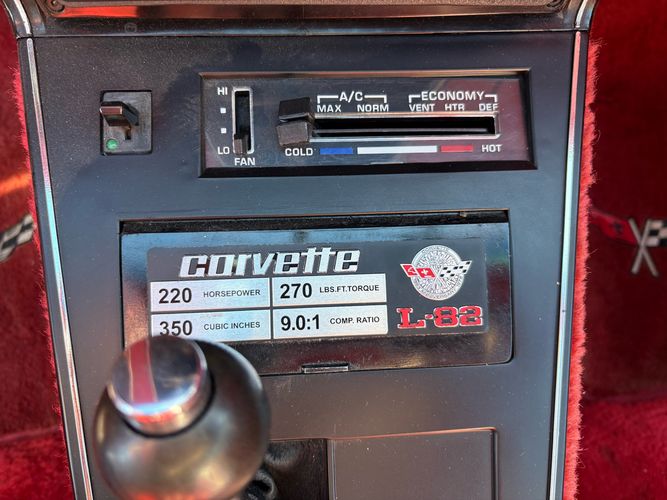 HI
A/C
ECONOMY
MAX NORM VENT HTR DEF
LO
FAN
COLD HOT
corvette
220 HORSEPOWER 270 LBS.FT.TORQUE
350 CUBIC INCHES 9.0:1 COMP. RATIO
L-82